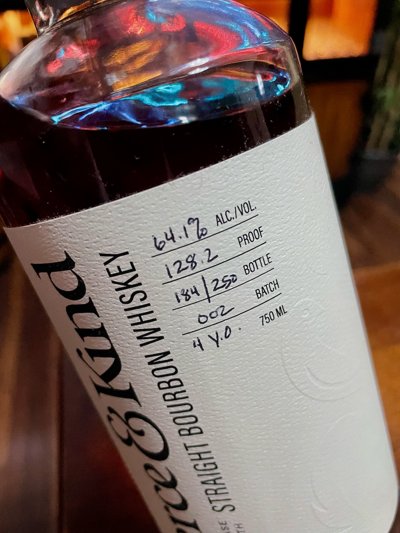 64.1% ALC./VOL.
128.2 PROOF
184/250 BOTTLE
002 BATCH
4 Y.O. 750 ML
rce & Kind
STRAIGHT BOURBON WHISKEY